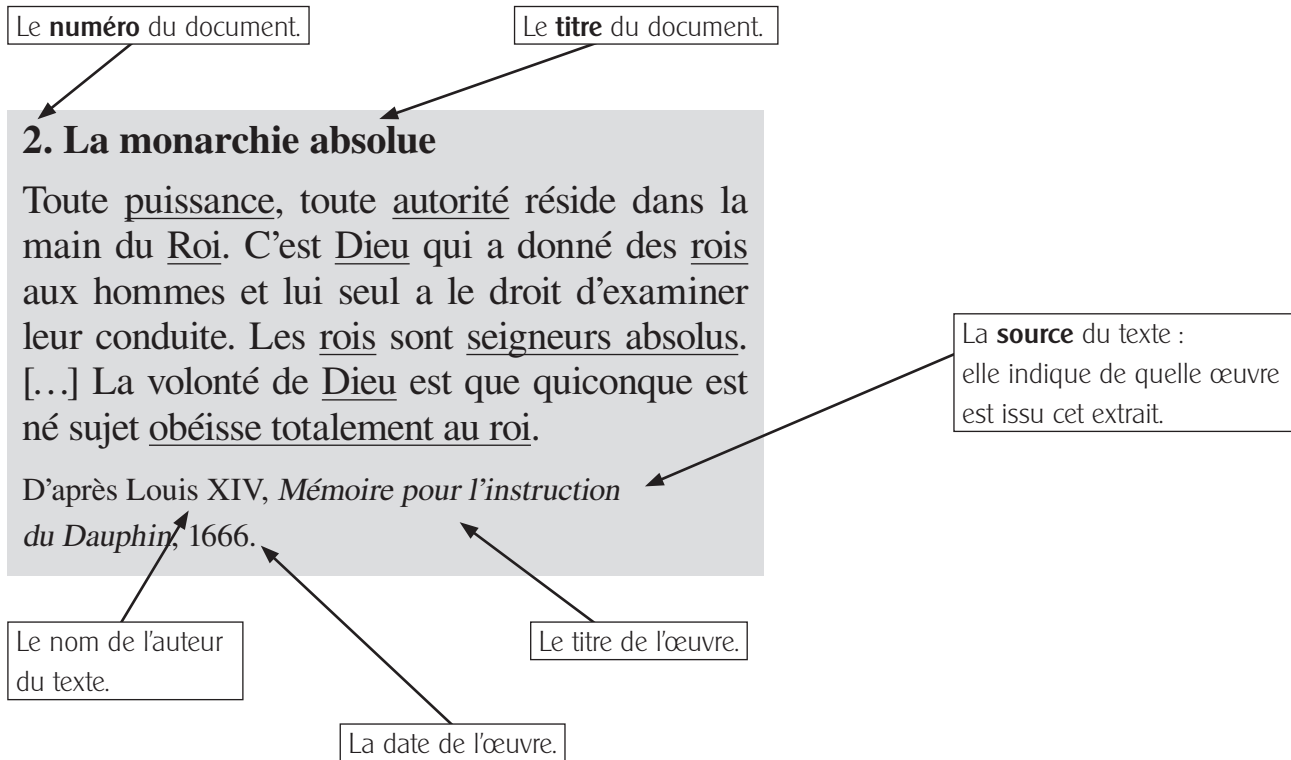 Le numéro du document.
Le titre du document.
2. La monarchie absolue
Toute puissance, toute autorité réside dans la
main du Roi. C’est Dieu qui a donné des rois
aux hommes et lui seul a le droit d’examiner
leur conduite. Les rois sont seigneurs absolus.
[…] La volonté de Dieu est que quiconque est
né sujet obéisse totalement au roi.
D’après Louis XIV, Mémoire pour l’instruction
du Dauphin, 1666.
La source du texte :
elle indique de quelle œuvre
est issu cet extrait.
Le nom de l’auteur
du texte.
Le titre de l’œuvre.
La date de l’œuvre.